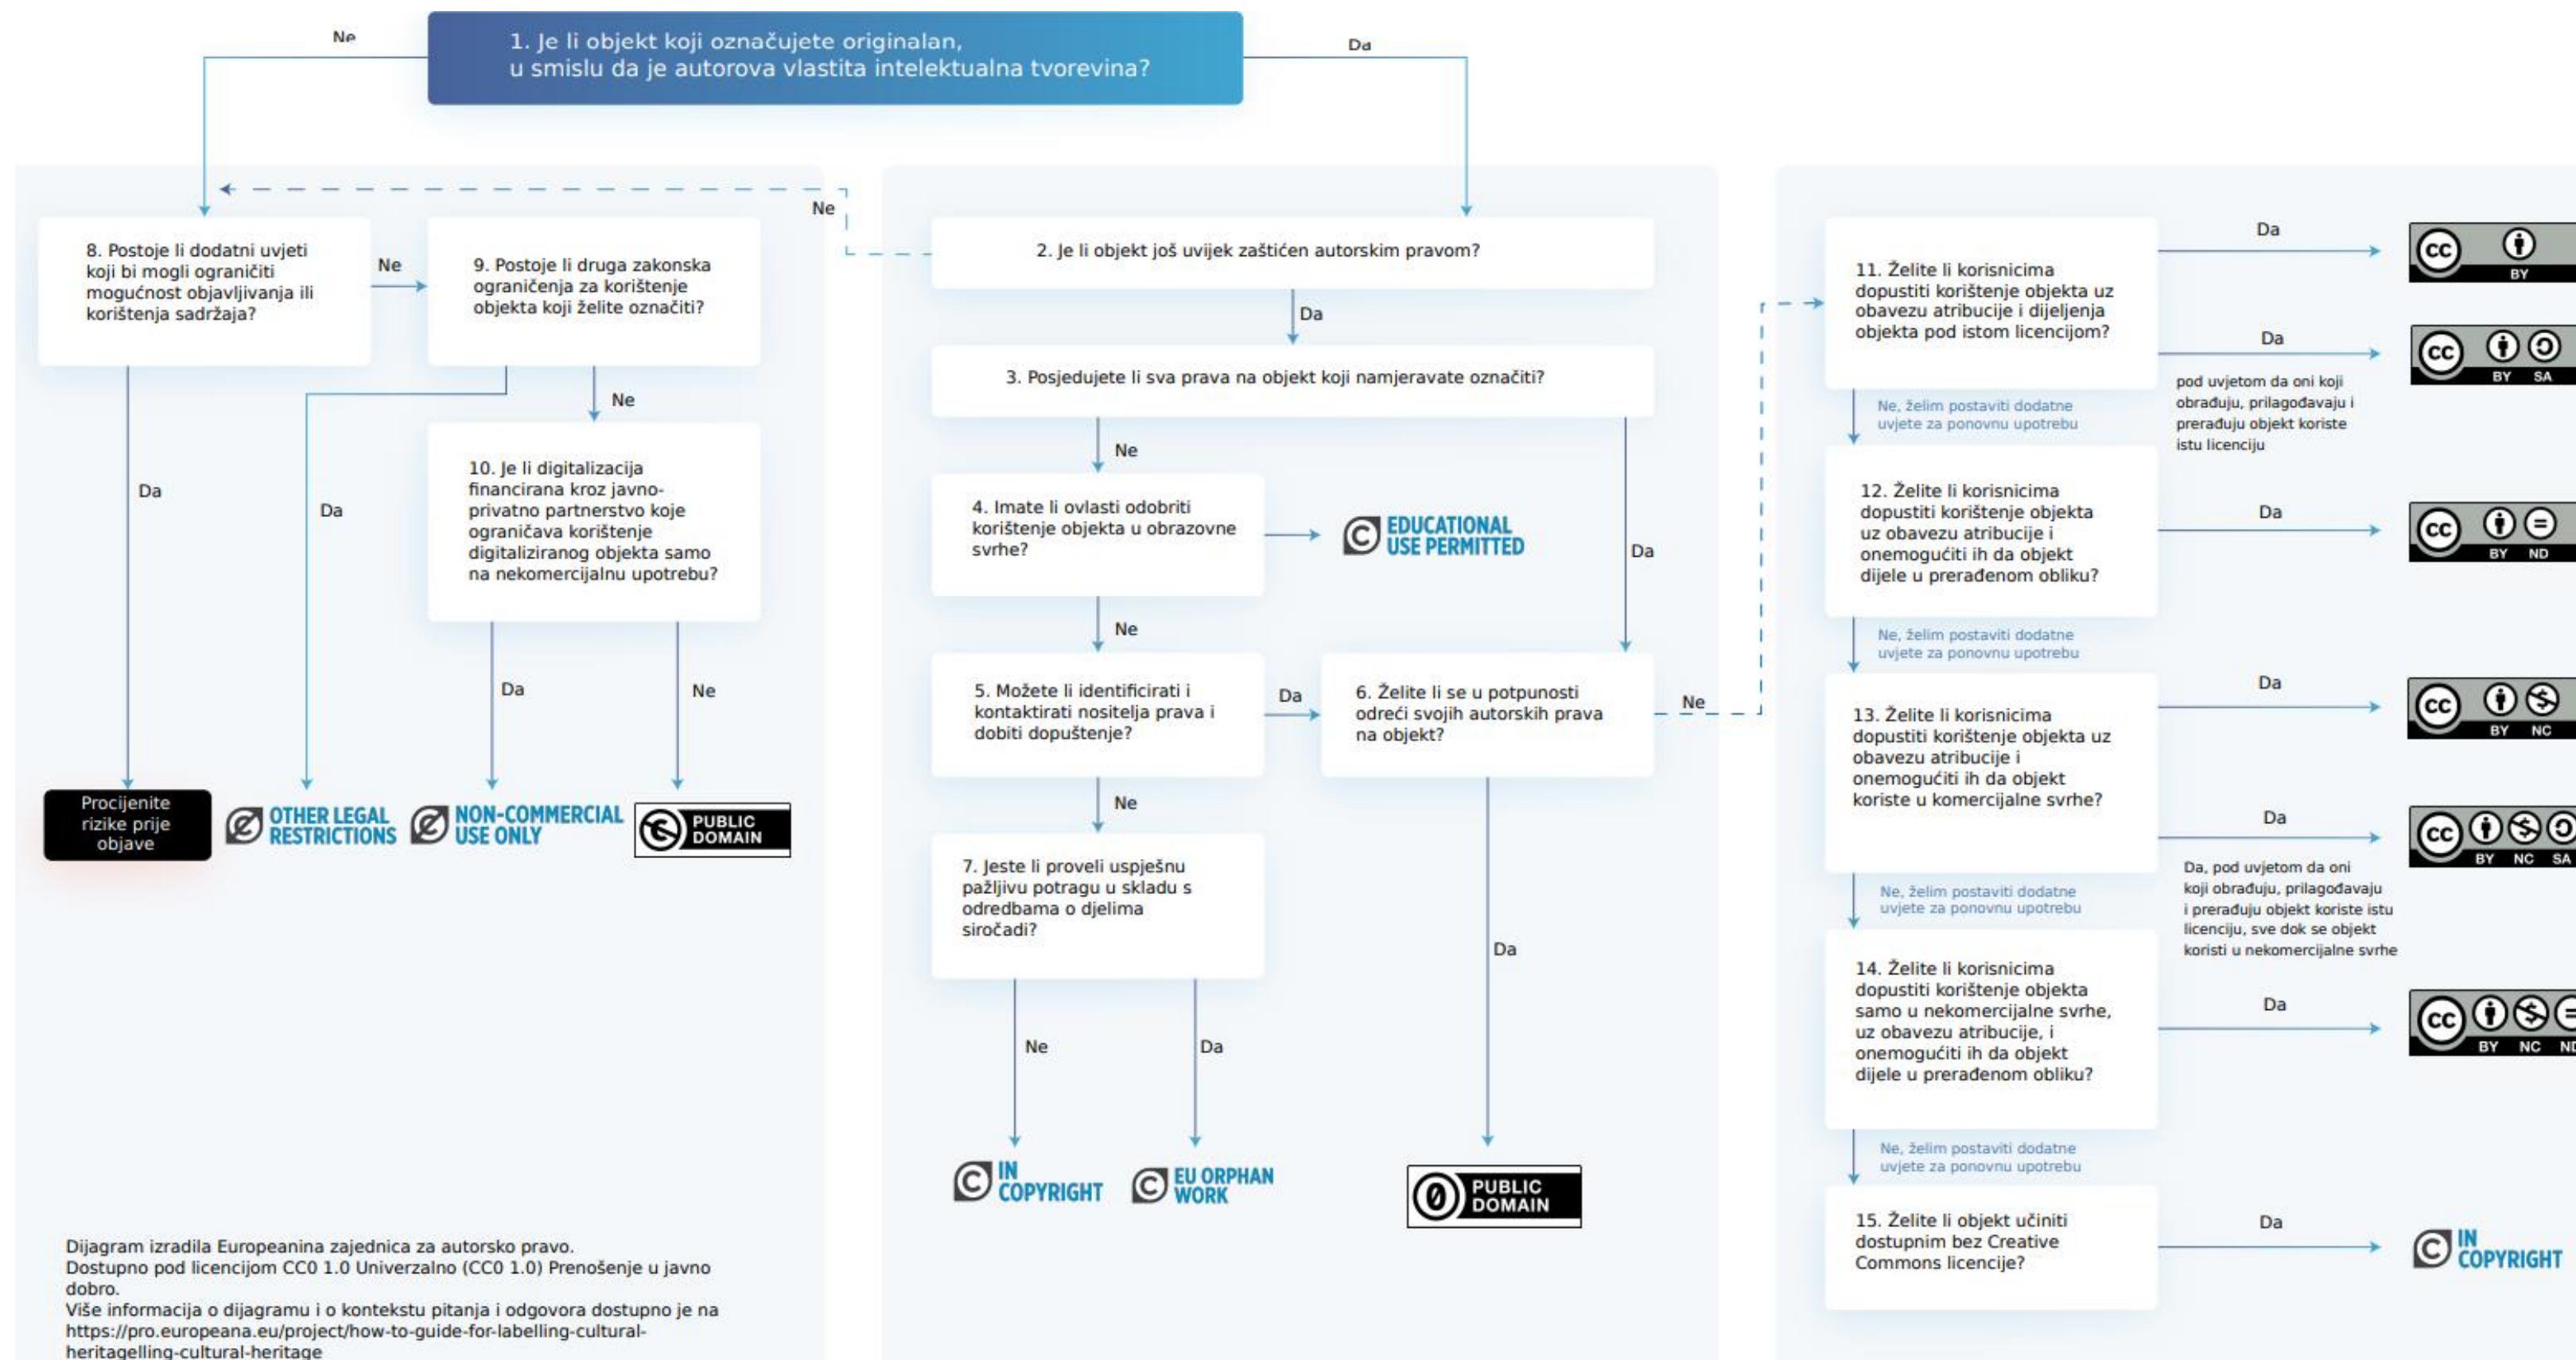 1. Je li objekt koji označujete originalan,
u smislu da je autorova vlastita intelektualna tvorevina?
Ne
Da
8. Postoje li dodatni uvjeti
koji bi mogli ograničiti
mogućnost objavljivanja ili
korištenja sadržaja?
Ne
9. Postoje li druga zakonska
ograničenja za korištenje
objekta koji želite označiti?
Ne
Da
Da
10. Je li digitalizacija
financirana kroz javno-
privatno partnerstvo koje
ograničava korištenje
digitaliziranog objekta samo
na nekomercijalnu upotrebu?
Da
Ne
Procijenite
rizike prije
objave
OTHER LEGAL
RESTRICTIONS
NON-COMMERCIAL
USE ONLY
PUBLIC
DOMAIN
Dijagram izradila Europeanina zajednica za autorsko pravo.
Dostupno pod licencijom CC0 1.0 Univerzalno (CC0 1.0) Prenošenje u javno
dobro.
Više informacija o dijagramu i o kontekstu pitanja i odgovora dostupno je na
https://pro.europeana.eu/project/how-to-guide-for-labelling-cultural-
heritagelling-cultural-heritage
Ne
2. Je li objekt još uvijek zaštićen autorskim pravom?
Da
3. Posjedujete li sva prava na objekt koji namjeravate označiti?
Ne
Da
4. Imate li ovlasti odobriti
korištenje objekta u obrazovne
svrhe?
C EDUCATIONAL
USE PERMITTED
Ne
5. Možete li identificirati i
kontaktirati nositelja prava i
dobiti dopuštenje?
Da
6. Želite li se u potpunosti
odreći svojih autorskih prava
na objekt?
Ne
Ne
7. Jeste li proveli uspješnu
pažljivu potragu u skladu s
odredbama o djelima
siročadi?
Da
Ne
Da
C IN
COPYRIGHT
C EU ORPHAN
WORK
0 PUBLIC
DOMAIN
11. Želite li korisnicima
dopustiti korištenje objekta uz
obavezu atribucije i dijeljenja
objekta pod istom licencijom?
Da
cc
BY
Da
cc
BY SA
pod uvjetom da oni koji
obrađuju, prilagođavaju i
prerađuju objekt koriste
istu licenciju
Ne, želim postaviti dodatne
uvjete za ponovnu upotrebu
12. Želite li korisnicima
dopustiti korištenje objekta
uz obavezu atribucije i
onemogućiti ih da objekt
dijele u prerađenom obliku?
Da
cc
BY ND
Ne, želim postaviti dodatne
uvjete za ponovnu upotrebu
13. Želite li korisnicima
dopustiti korištenje objekta uz
obavezu atribucije i
onemogućiti ih da objekt
koriste u komercijalne svrhe?
Da
cc
BY NC
Da
cc
BY NC SA
Da, pod uvjetom da oni
koji obrađuju, prilagođavaju
i prerađuju objekt koriste istu
licenciju, sve dok se objekt
koristi u nekomercijalne svrhe
Ne, želim postaviti dodatne
uvjete za ponovnu upotrebu
14. Želite li korisnicima
dopustiti korištenje objekta
samo u nekomercijalne svrhe,
uz obavezu atribucije, i
onemogućiti ih da objekt
dijele u prerađenom obliku?
Da
cc
BY NC ND
Ne, želim postaviti dodatne
uvjete za ponovnu upotrebu
15. Želite li objekt učiniti
dostupnim bez Creative
Commons licencije?
Da
C IN
COPYRIGHT